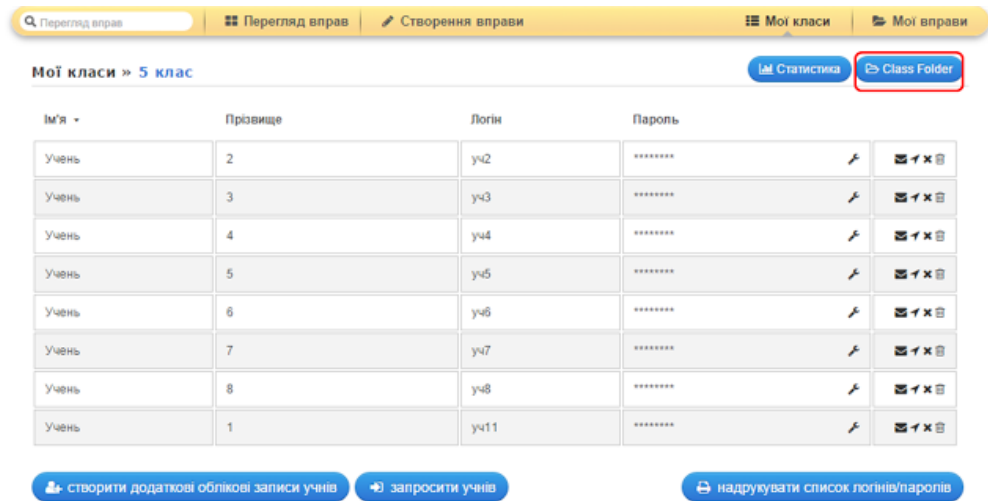 Перегляд вправ Перегляд вправ Створення вправи Мої класи Мої вправи
Мої класи » 5 клас Статистика Class Folder
Ім'я Прізвище Логін Пароль
Учень 2 уч2 ********
Учень 3 уч3 ********
Учень 4 уч4 ********
Учень 5 уч5 ********
Учень 6 уч6 ********
Учень 7 уч7 ********
Учень 8 уч8 ********
Учень 1 уч11 ********
створити додаткові облікові записи учнів запросити учнів надрукувати список логінів/паролів